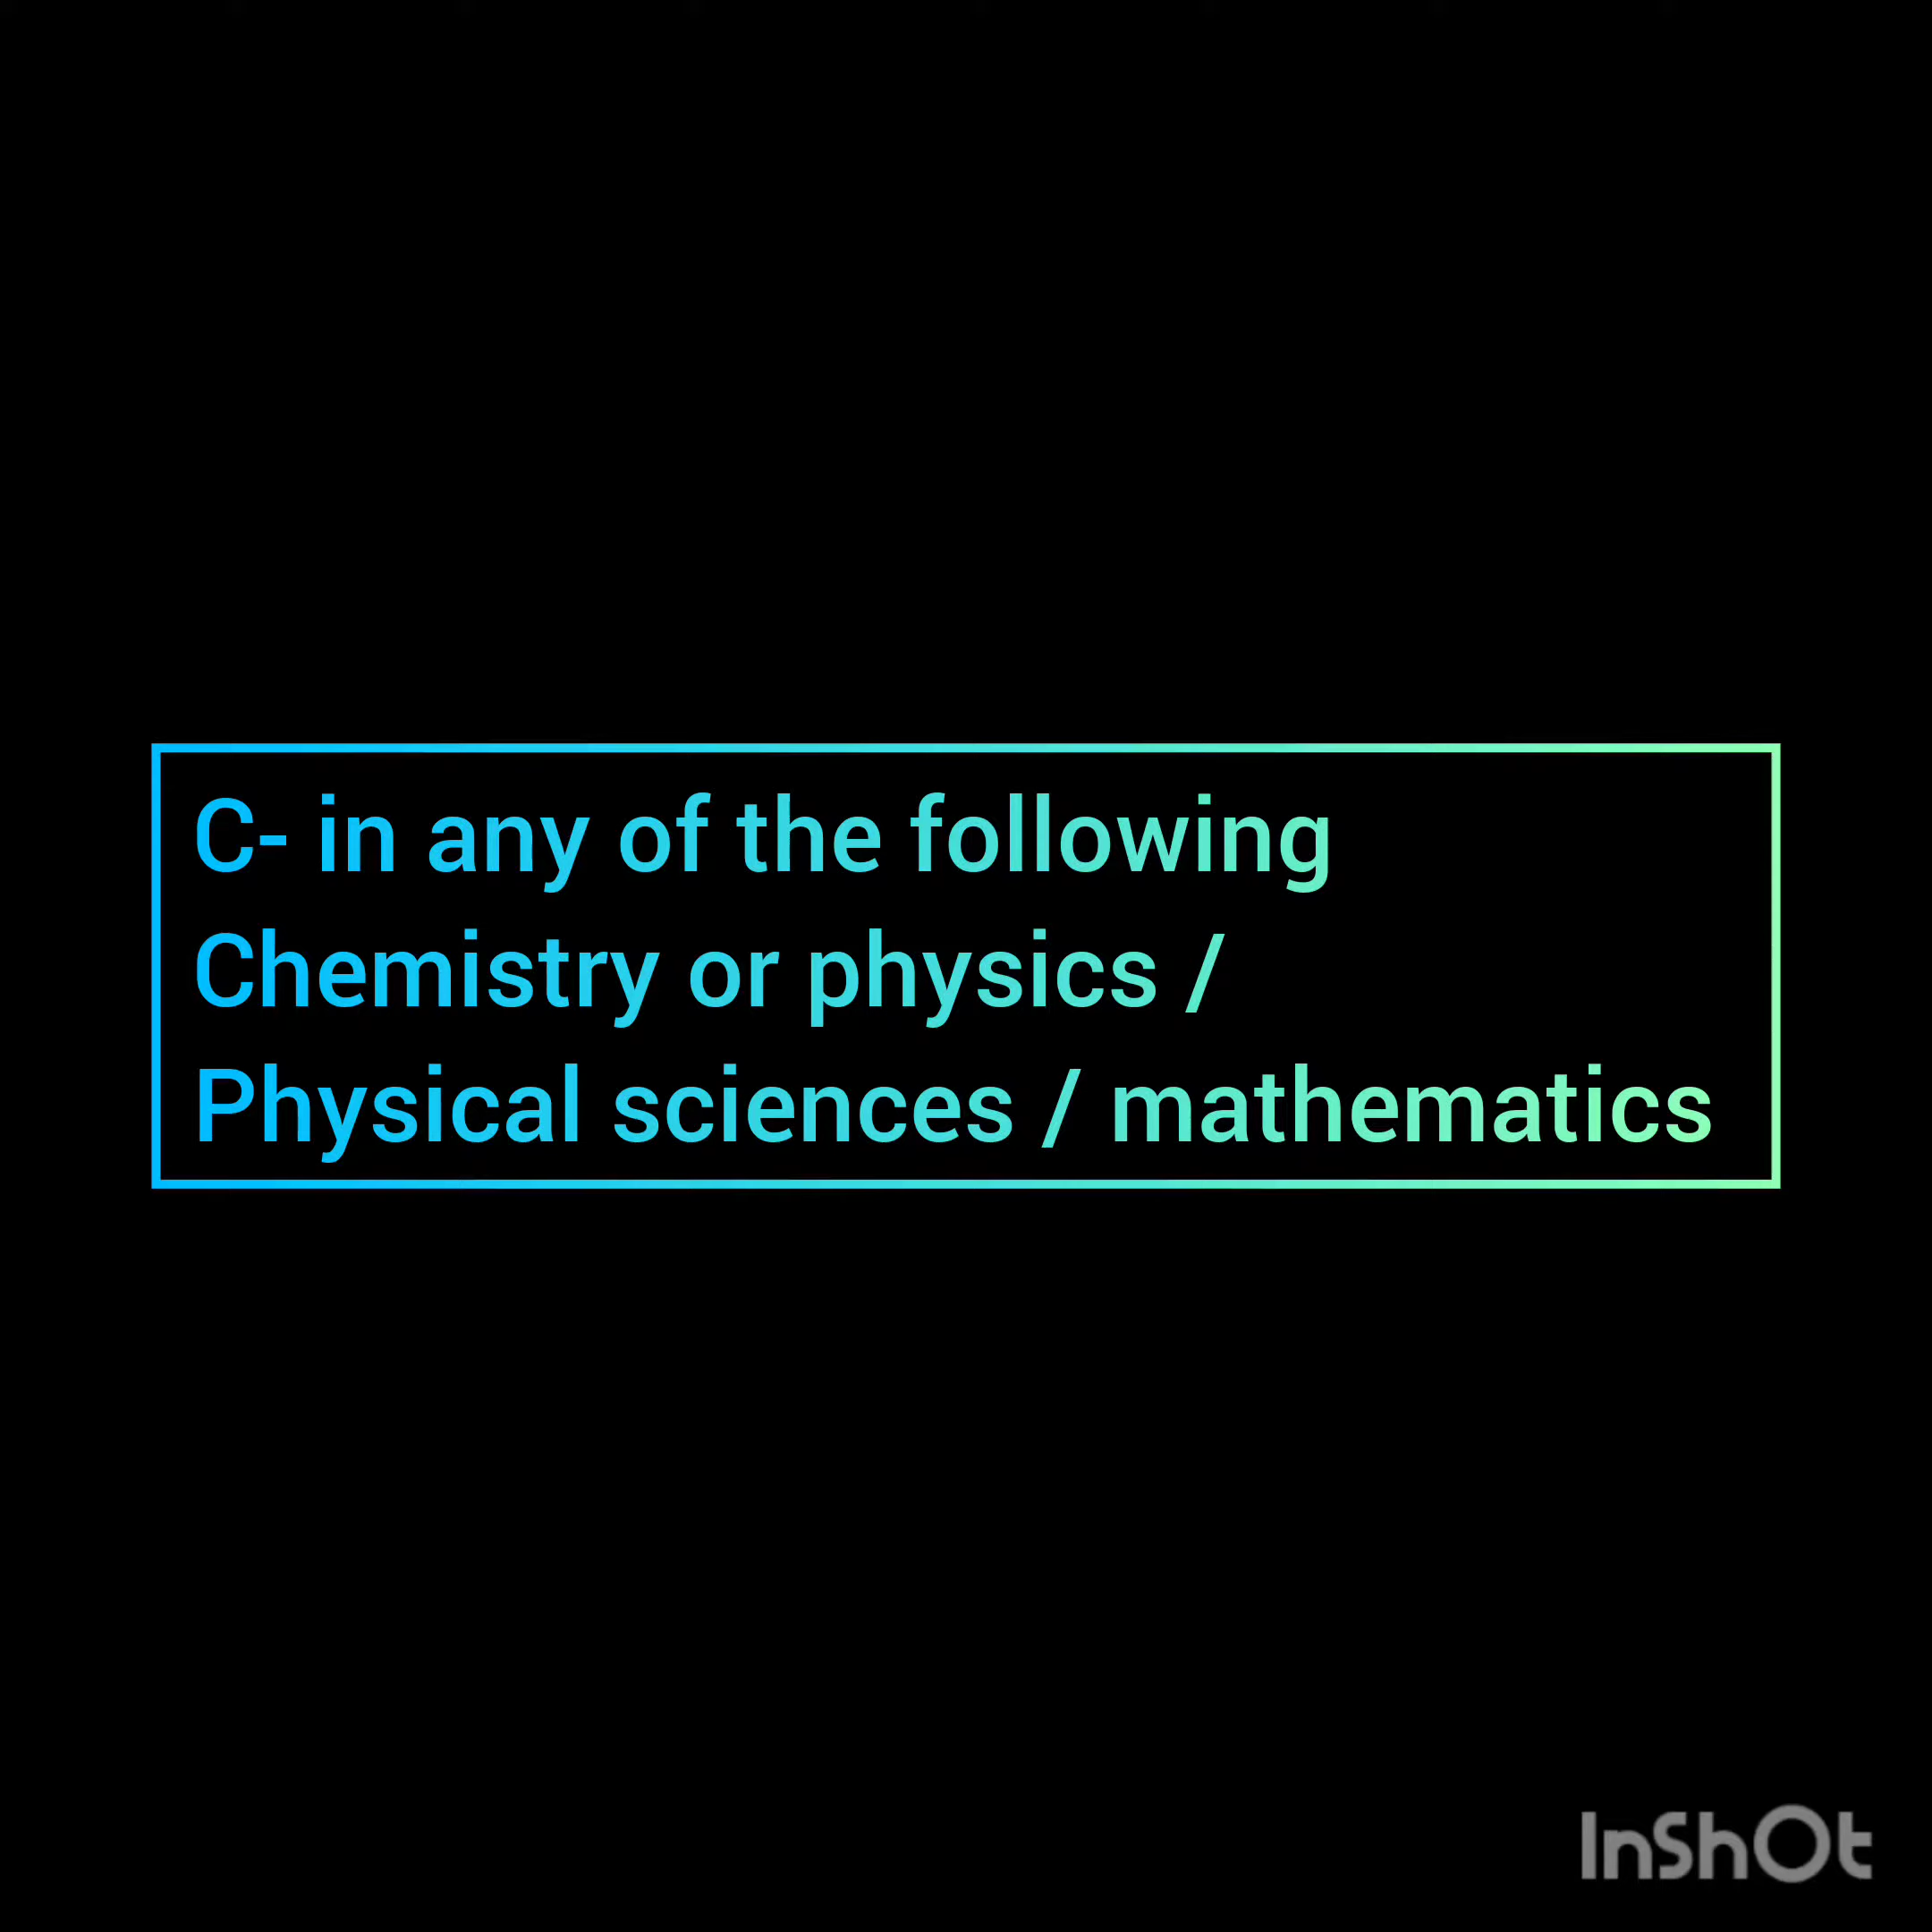 C- in any of the following
Chemistry or physics /
Physical sciences / mathematics
InShOt